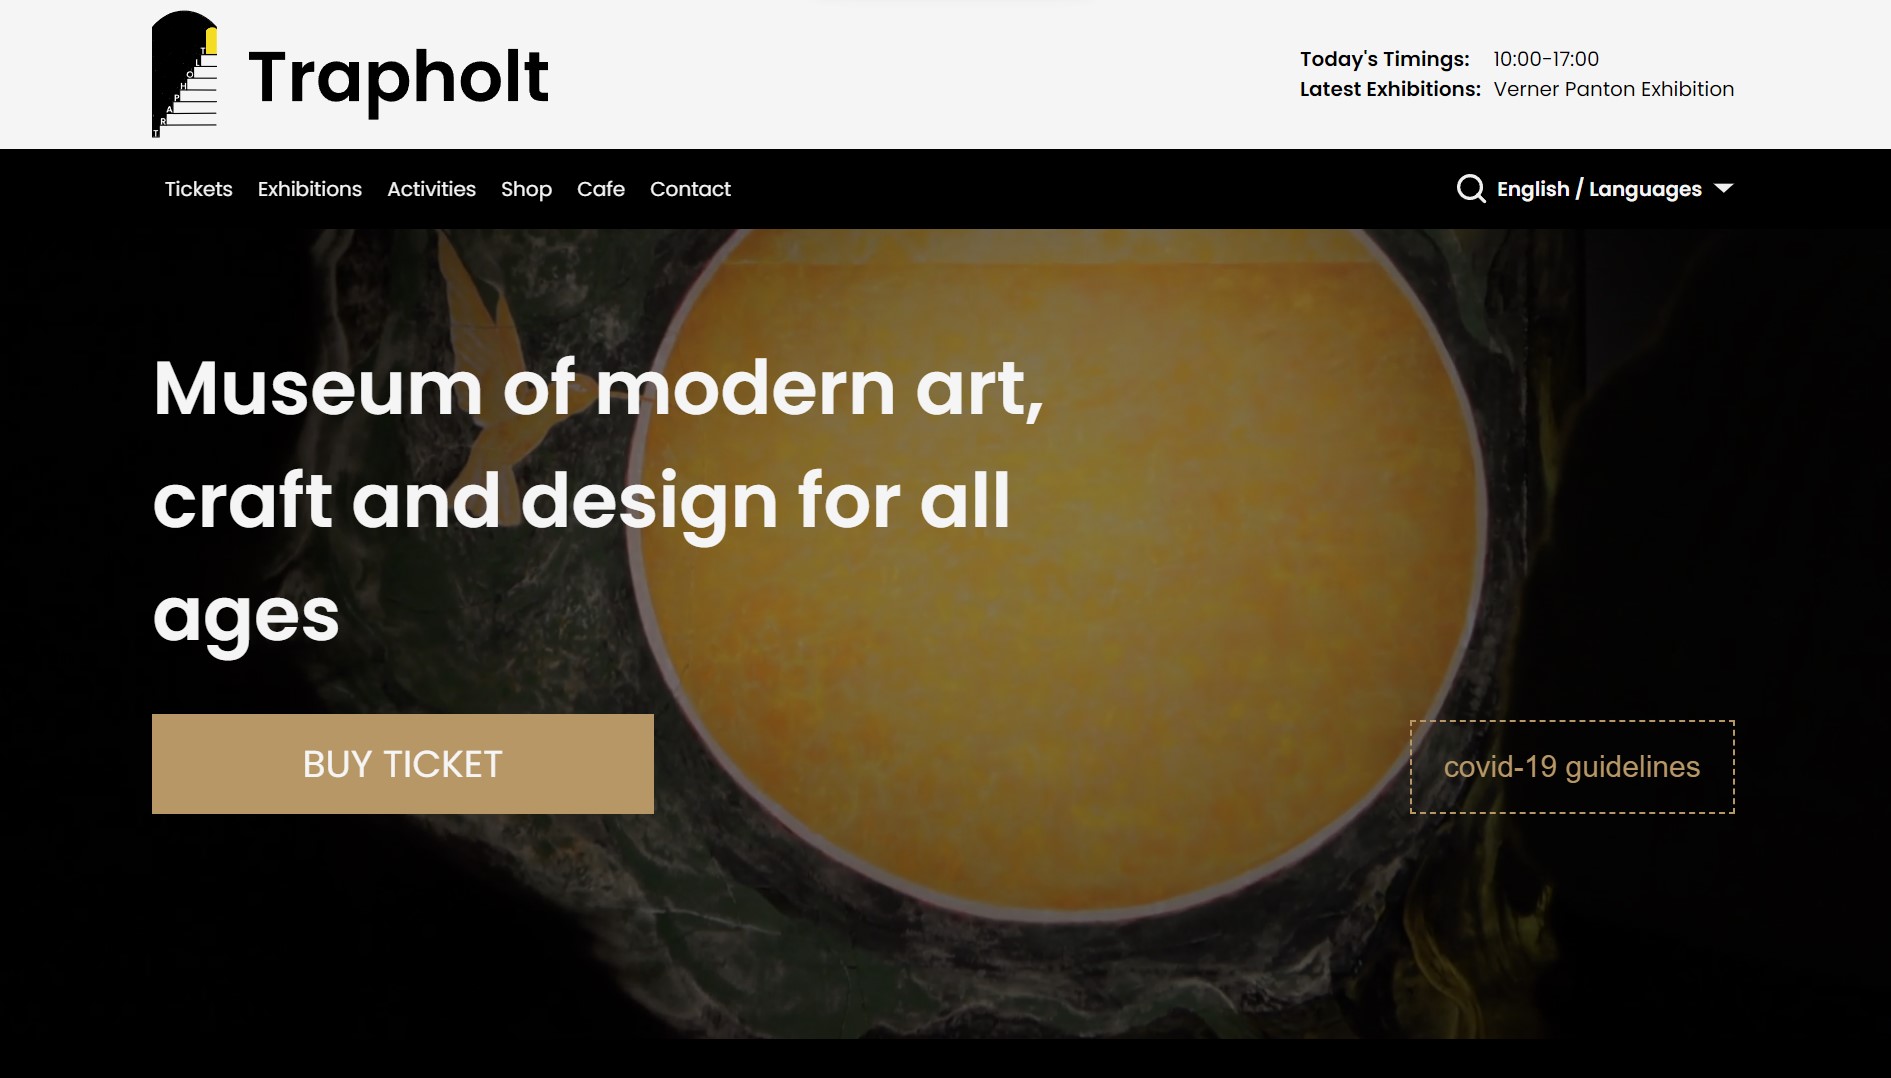 TRAPHOLT
Trapholt
Today's Timings: 10:00-17:00
Latest Exhibitions: Verner Panton Exhibition
Tickets Exhibitions Activities Shop Cafe Contact
English / Languages
Museum of modern art,
craft and design for all
ages
BUY TICKET
covid-19 guidelines